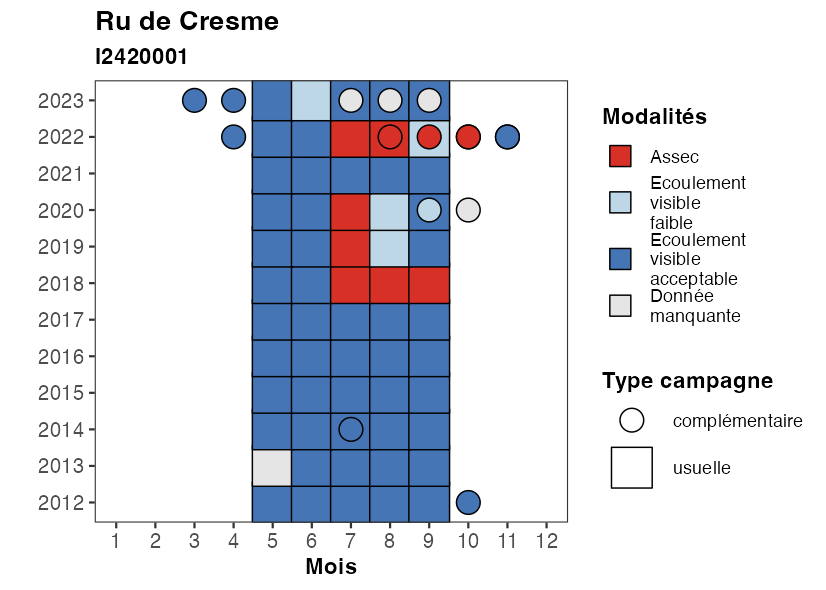 Ru de Cresme
I2420001
2023
2022
2021
2020
2019
2018
2017
2016
2015
2014
2013
2012
1 2 3 4 5 6 7 8 9 10 11 12
Mois
Modalités
Assec
Ecoulement
visible
faible
Ecoulement
visible
acceptable
Donnée
manquante
Type campagne
complémentaire
usuelle